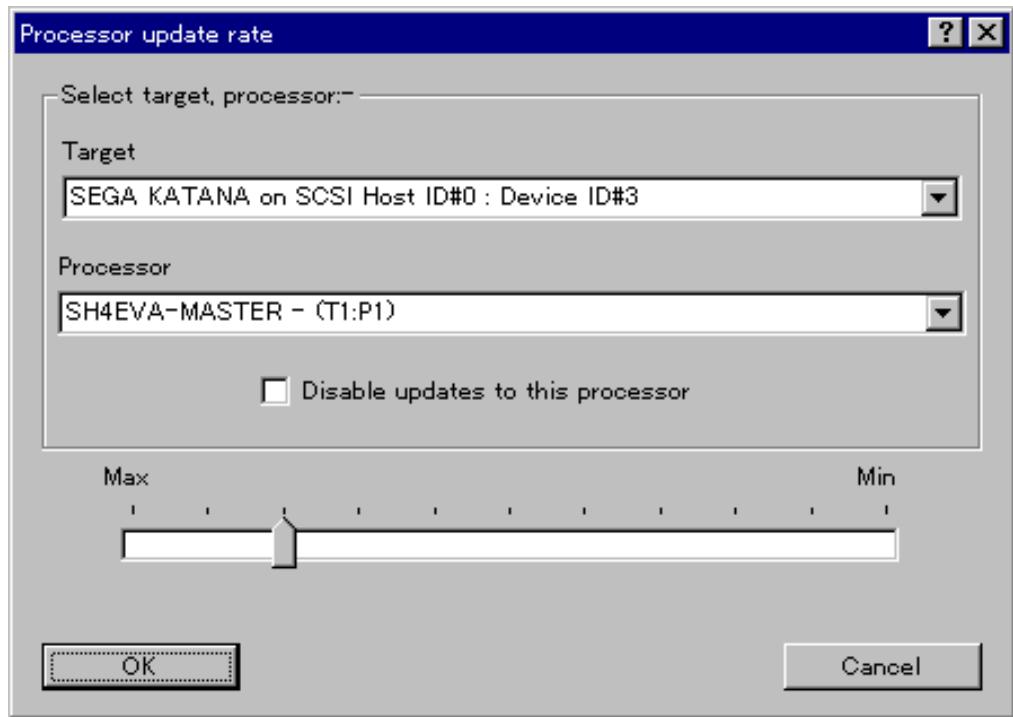 Processor update rate
Select target, processor:-
Target
SEGA KATANA on SCSI Host ID#0 : Device ID#3
Processor
SH4EVA-MASTER - (T1:P1)
Disable updates to this processor
Max Min
OK Cancel